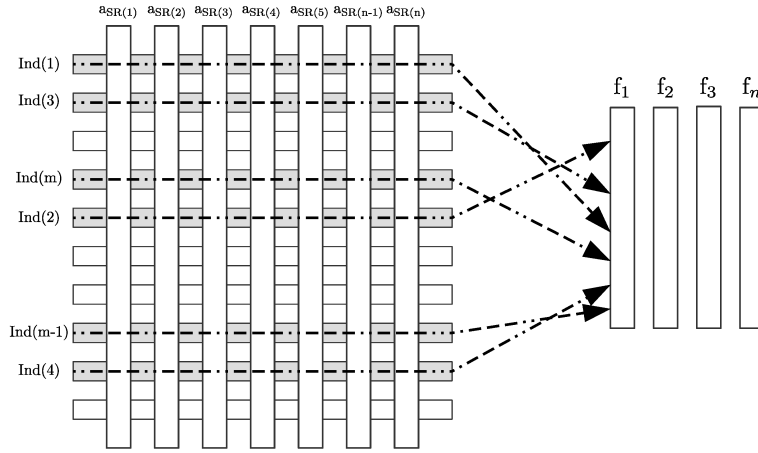 a_SR(1) a_SR(2) a_SR(3) a_SR(4) a_SR(5) a_SR(n-1) a_SR(n)
Ind(1)
f_1 f_2 f_3 f_n
Ind(3)
Ind(m)
Ind(2)
Ind(m-1)
Ind(4)